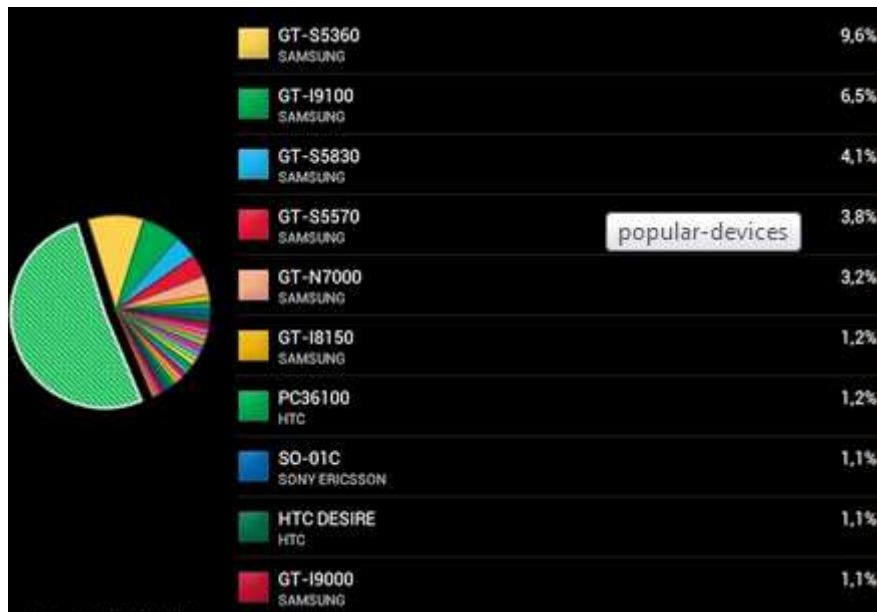 GT-S5360
9,6%
SAMSUNG
GT-I9100
6,5%
SAMSUNG
GT-S5830
4,1%
SAMSUNG
GT-S5570
3,8%
SAMSUNG
popular-devices
GT-N7000
3,2%
SAMSUNG
GT-I8150
1,2%
SAMSUNG
PC36100
1,2%
HTC
SO-01C
1,1%
SONY ERICSSON
HTC DESIRE
1,1%
HTC
GT-I9000
1,1%
SAMSUNG